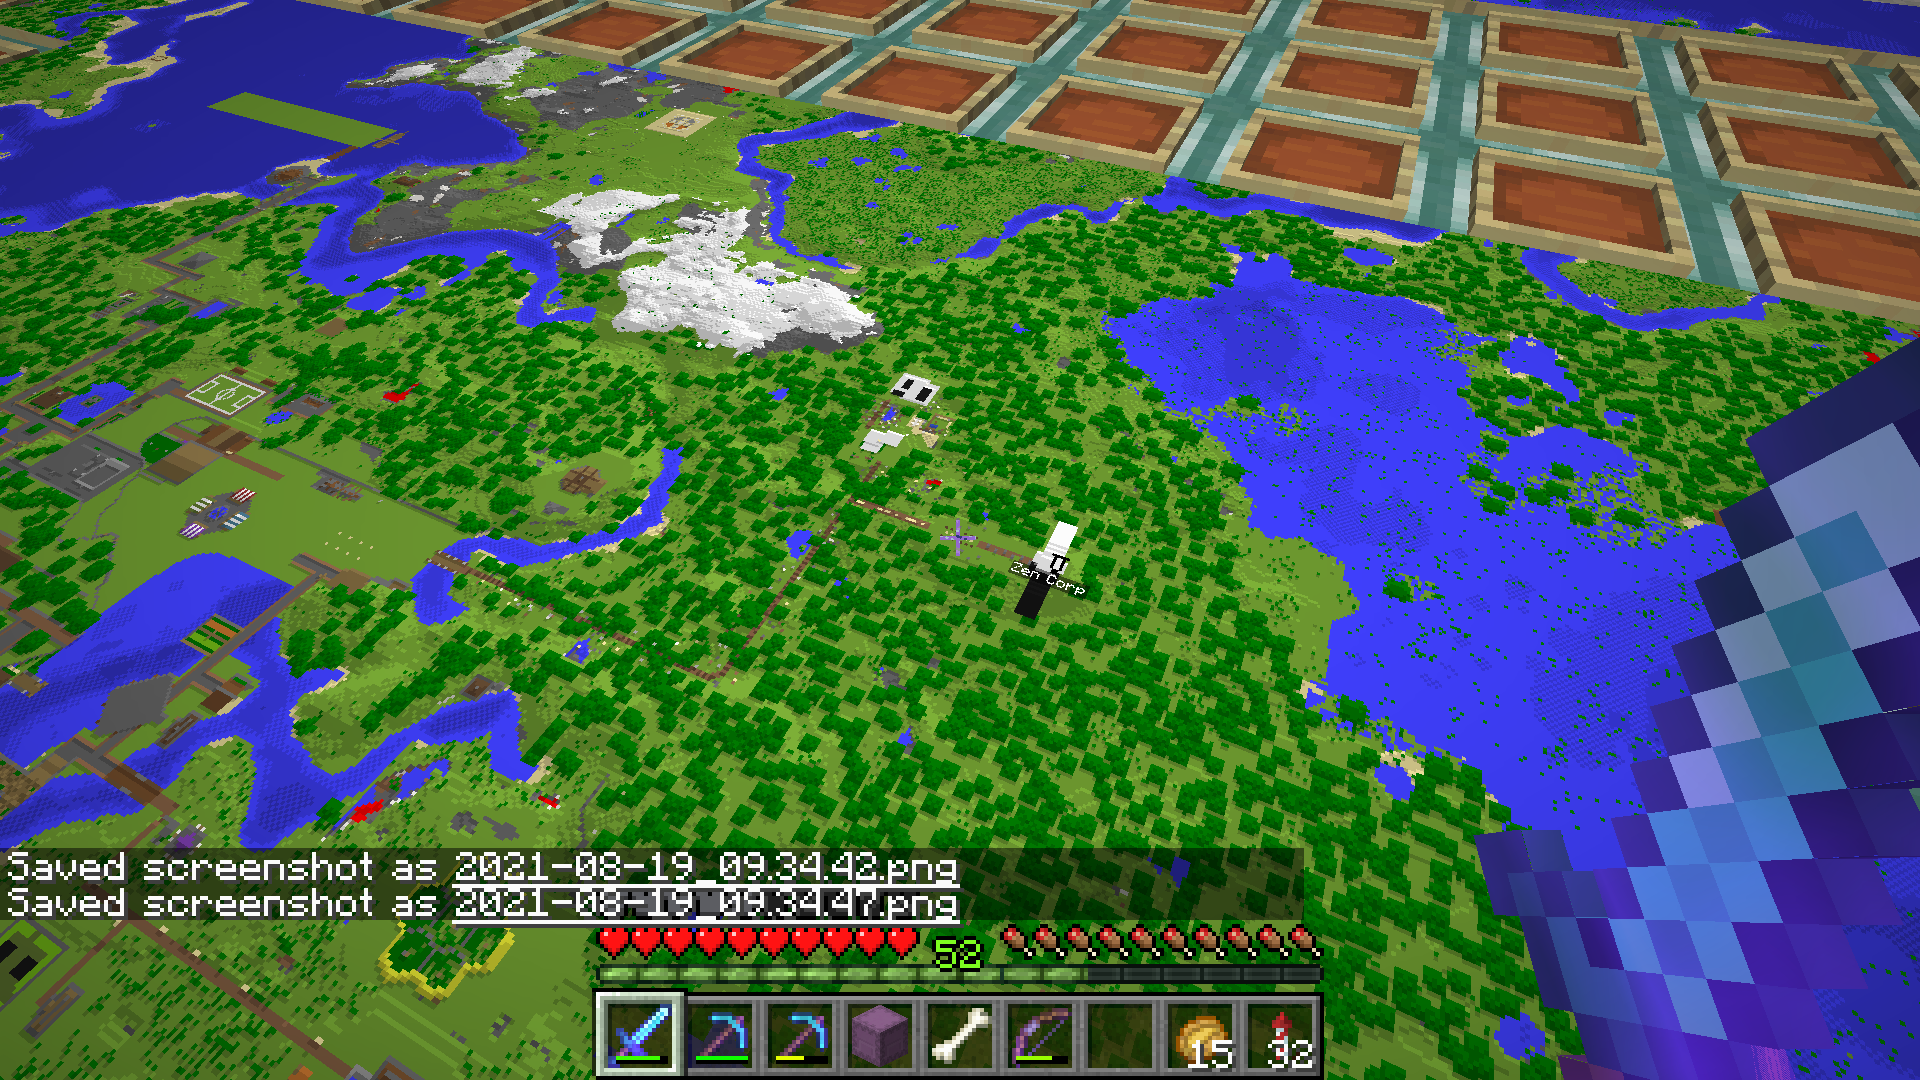 Zen Corp
Saved screenshot as 2021-08-19_09.34.42.png
Saved screenshot as 2021-08-19_09.34.47.png
52
15
32